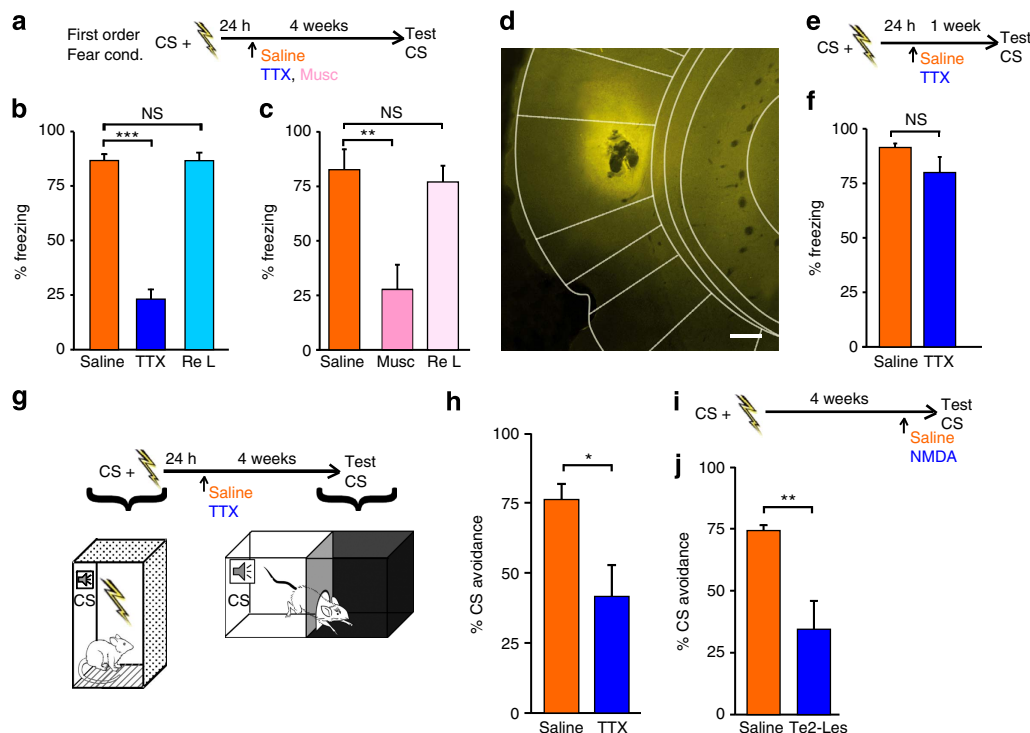 a
First order
Fear cond.
CS +
24 h
4 weeks
Test
CS
Saline
TTX, Musc
b
NS
***
% freezing
100
75
50
25
0
Saline
TTX
Re L
c
NS
**
% freezing
100
75
50
25
0
Saline
Musc
Re L
d
e
CS +
24 h
1 week
Test
CS
Saline
TTX
f
NS
% freezing
100
75
50
25
0
Saline
TTX
g
CS +
24 h
4 weeks
Test
CS
Saline
TTX
CS
CS
h
*
% CS avoidance
100
75
50
25
0
Saline
TTX
i
CS +
4 weeks
Test
CS
Saline
NMDA
j
**
% CS avoidance
100
75
50
25
0
Saline
Te2-Les